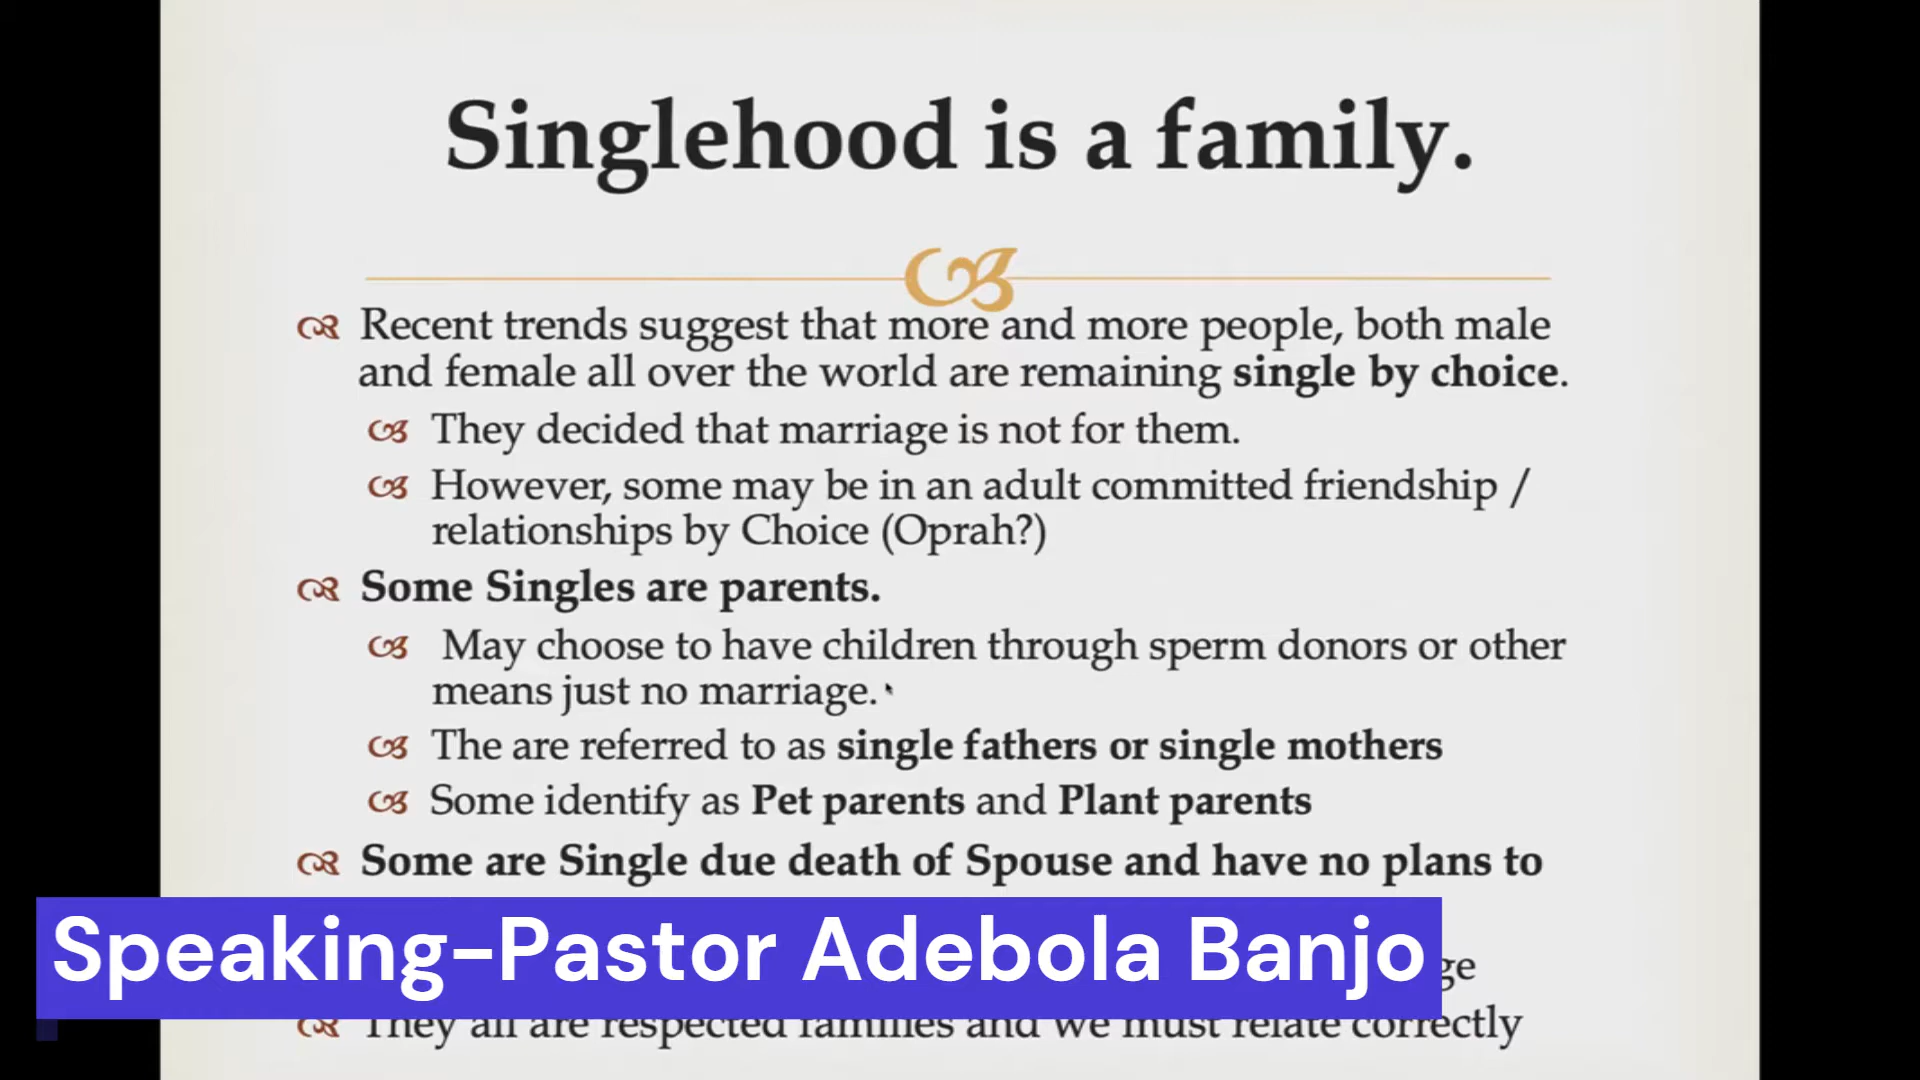 Singlehood is a family.
Recent trends suggest that more and more people, both male
and female all over the world are remaining single by choice.
They decided that marriage is not for them.
However, some may be in an adult committed friendship /
relationships by Choice (Oprah?)
Some Singles are parents.
May choose to have children through sperm donors or other
means just no marriage.
The are referred to as single fathers or single mothers
Some identify as Pet parents and Plant parents
Some are Single due death of Spouse and have no plans to
Speaking-Pastor Adebola Banjo
They all are respected families and we must relate correctly